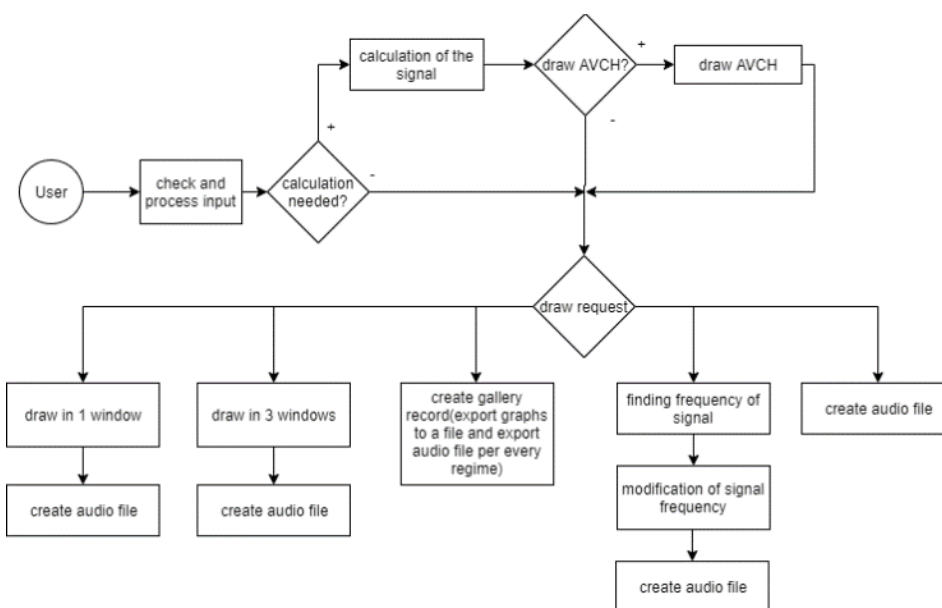 calculation of the
signal
draw AVCH?
+
draw AVCH
+
-
User
check and
process input
calculation
needed?
-
draw request
draw in 1 window
draw in 3 windows
create gallery
record(export graphs
to a file and export
audio file per every
regime)
finding frequency of
signal
create audio file
create audio file
create audio file
modification of signal
frequency
create audio file